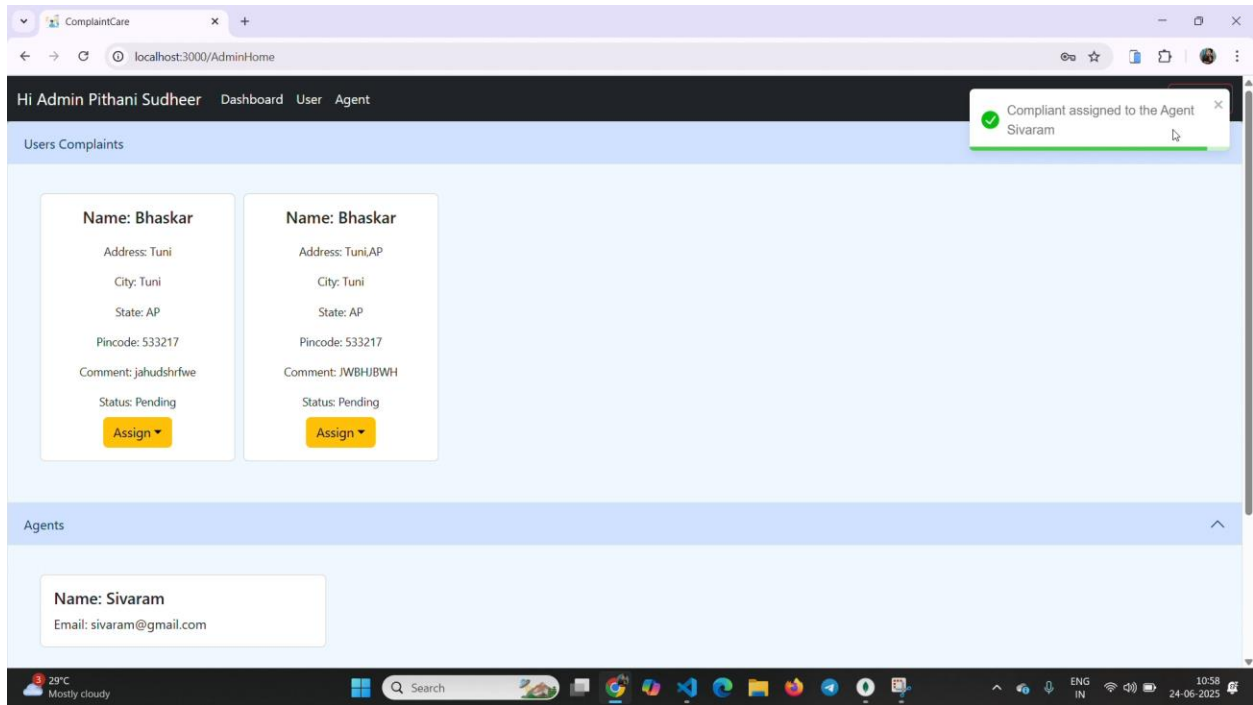 ComplaintCare
localhost:3000/AdminHome
Hi Admin Pithani Sudheer Dashboard User Agent
Compliant assigned to the Agent
Sivaram
Users Complaints
Name: Bhaskar
Address: Tuni
City: Tuni
State: AP
Pincode: 533217
Comment: jahudshrfwe
Status: Pending
Assign
Name: Bhaskar
Address: Tuni,AP
City: Tuni
State: AP
Pincode: 533217
Comment: JWBHJBWH
Status: Pending
Assign
Agents
Name: Sivaram
Email: sivaram@gmail.com
3
29°C
Mostly cloudy
Search
ENG
IN
10:58
24-06-2025